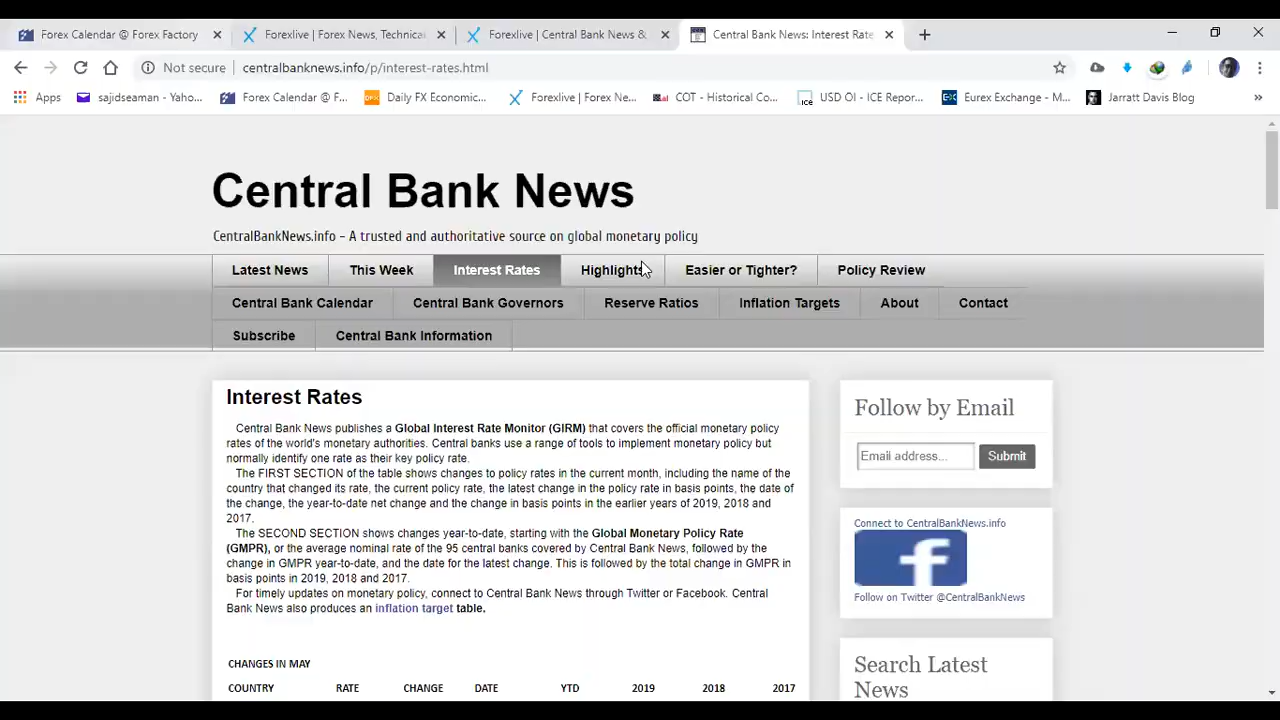 Forex Calendar @ Forex Factory
Forexlive | Forex News, Technica
Forexlive | Central Bank News &
Central Bank News: Interest Rate
Not secure centralbanknews.info/p/interest-rates.html
Apps
sajidseaman - Yahoo...
Forex Calendar @ F...
Daily FX Economic...
Forexlive | Forex Ne...
COT - Historical Co...
USD OI - ICE Repor...
Eurex Exchange - M...
Jarratt Davis Blog
Central Bank News
CentralBankNews.info - A trusted and authoritative source on global monetary policy
Latest News This Week Interest Rates Highlights Easier or Tighter? Policy Review
Central Bank Calendar Central Bank Governors Reserve Ratios Inflation Targets About Contact
Subscribe Central Bank Information
Interest Rates
Central Bank News publishes a Global Interest Rate Monitor (GIRM) that covers the official monetary policy
rates of the world's monetary authorities. Central banks use a range of tools to implement monetary policy but
normally identify one rate as their key policy rate.
The FIRST SECTION of the table shows changes to policy rates in the current month, including the name of the
country that changed its rate, the current policy rate, the latest change in the policy rate in basis points, the date of
the change, the year-to-date net change and the change in basis points in the earlier years of 2019, 2018 and
2017.
The SECOND SECTION shows changes year-to-date, starting with the Global Monetary Policy Rate
(GMPR), or the average nominal rate of the 95 central banks covered by Central Bank News, followed by the
change in GMPR year-to-date, and the date for the latest change. This is followed by the total change in GMPR in
basis points in 2019, 2018 and 2017.
For timely updates on monetary policy, connect to Central Bank News through Twitter or Facebook. Central
Bank News also produces an inflation target table.
CHANGES IN MAY
COUNTRY RATE CHANGE DATE YTD 2019 2018 2017
Follow by Email
Email address... Submit
Connect to CentralBankNews.info
f
Follow on Twitter @CentralBankNews
Search Latest
News